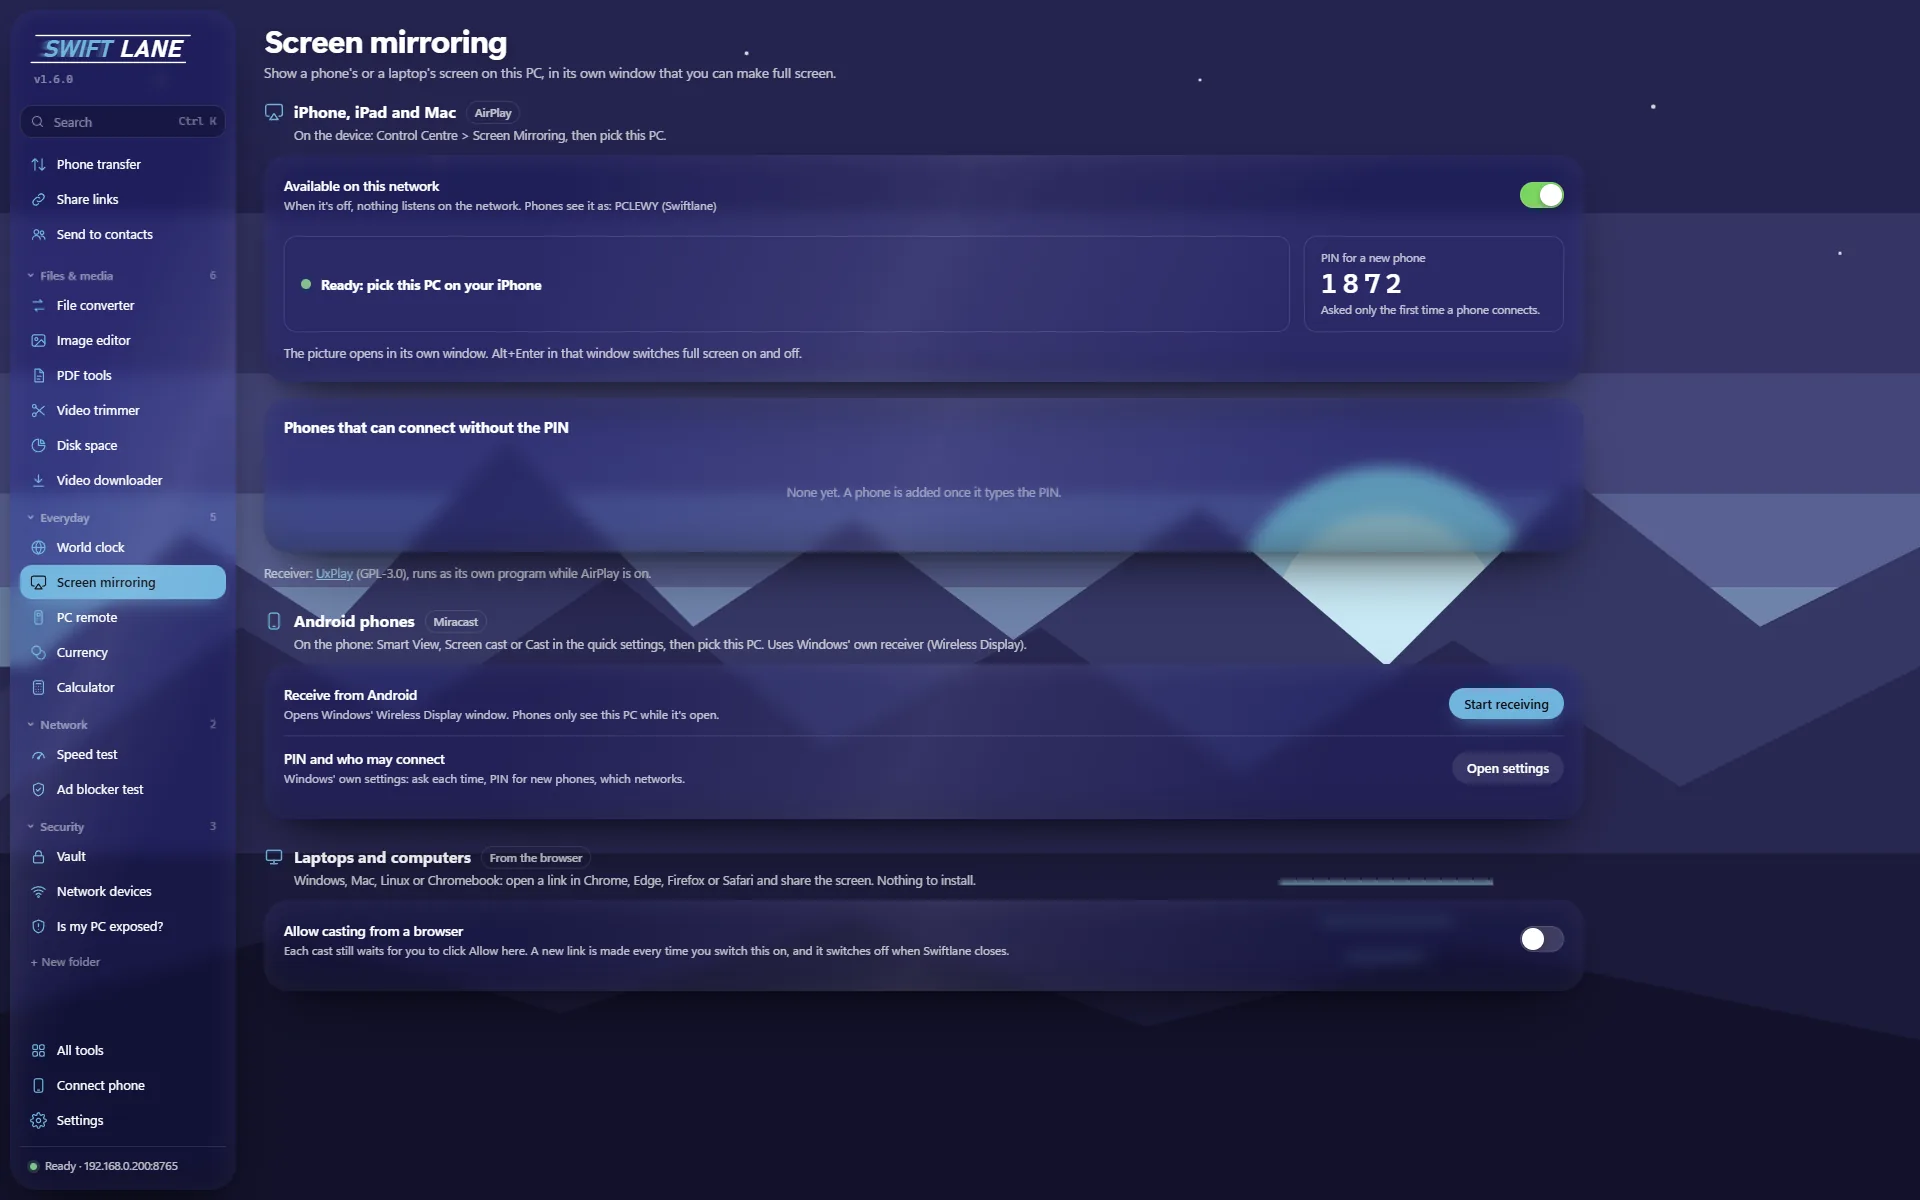 SWIFT LANE
v1.6.0
Search Ctrl K
Phone transfer
Share links
Send to contacts
Files & media 6
File converter
Image editor
PDF tools
Video trimmer
Disk space
Video downloader
Everyday 5
World clock
Screen mirroring
PC remote
Currency
Calculator
Network 2
Speed test
Ad blocker test
Security 3
Vault
Network devices
Is my PC exposed?
+ New folder
All tools
Connect phone
Settings
Ready · 192.168.0.200:8765
Screen mirroring
Show a phone's or a laptop's screen on this PC, in its own window that you can make full screen.
iPhone, iPad and Mac AirPlay
On the device: Control Centre > Screen Mirroring, then pick this PC.
Available on this network
When it's off, nothing listens on the network. Phones see it as: PCLEWY (Swiftlane)
Ready: pick this PC on your iPhone
PIN for a new phone
1872
Asked only the first time a phone connects.
The picture opens in its own window. Alt+Enter in that window switches full screen on and off.
Phones that can connect without the PIN
None yet. A phone is added once it types the PIN.
Receiver: UxPlay (GPL-3.0), runs as its own program while AirPlay is on.
Android phones Miracast
On the phone: Smart View, Screen cast or Cast in the quick settings, then pick this PC. Uses Windows' own receiver (Wireless Display).
Receive from Android
Opens Windows' Wireless Display window. Phones only see this PC while it's open.
Start receiving
PIN and who may connect
Windows' own settings: ask each time, PIN for new phones, which networks.
Open settings
Laptops and computers From the browser
Windows, Mac, Linux or Chromebook: open a link in Chrome, Edge, Firefox or Safari and share the screen. Nothing to install.
Allow casting from a browser
Each cast still waits for you to click Allow here. A new link is made every time you switch this on, and it switches off when Swiftlane closes.